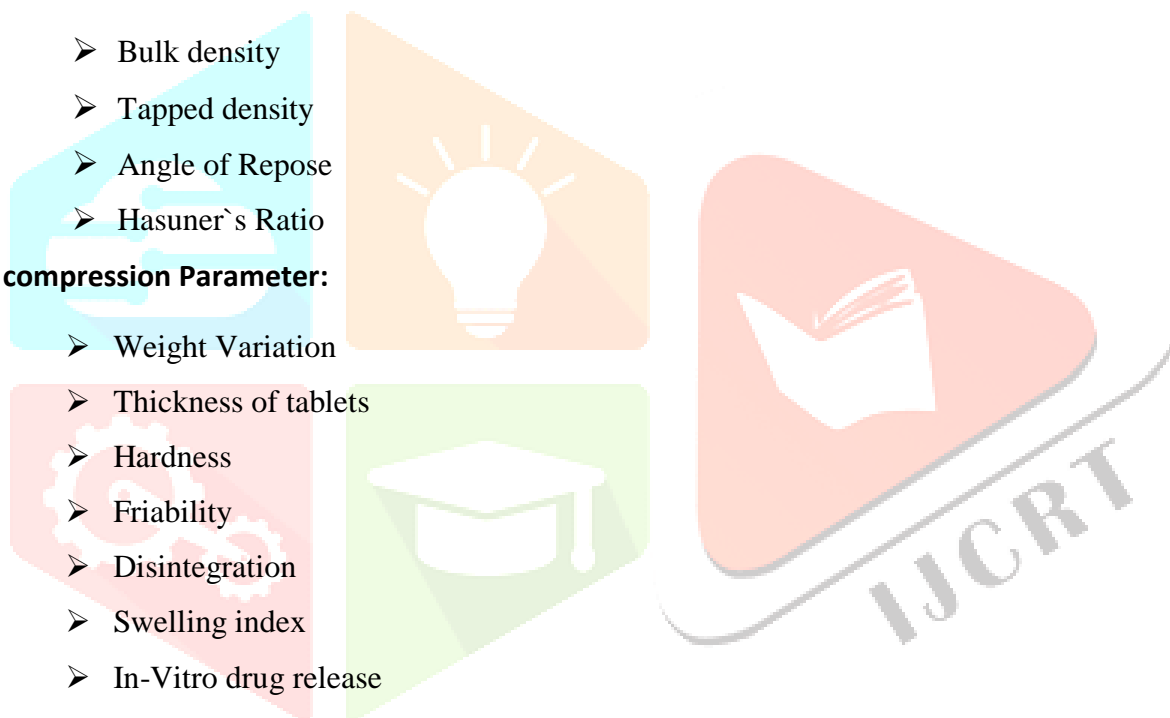 ➢ Bulk density
➢ Tapped density
➢ Angle of Repose
➢ Hasuner`s Ratio
compression Parameter:
➢ Weight Variation
➢ Thickness of tablets
➢ Hardness
➢ Friability
➢ Disintegration
➢ Swelling index
➢ In-Vitro drug release
IJCRT